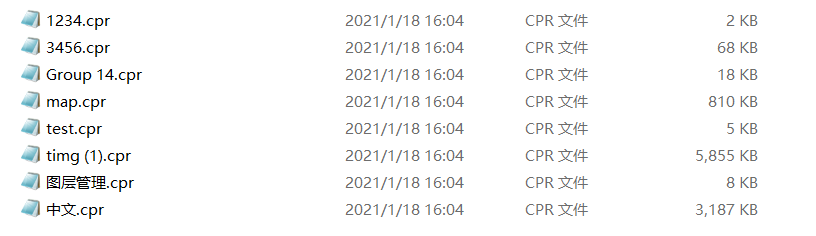 1234.cpr 2021/1/18 16:04 CPR 文件 2 KB
3456.cpr 2021/1/18 16:04 CPR 文件 68 KB
Group 14.cpr 2021/1/18 16:04 CPR 文件 18 KB
map.cpr 2021/1/18 16:04 CPR 文件 810 KB
test.cpr 2021/1/18 16:04 CPR 文件 5 KB
timg (1).cpr 2021/1/18 16:04 CPR 文件 5,855 KB
图层管理.cpr 2021/1/18 16:04 CPR 文件 8 KB
中文.cpr 2021/1/18 16:04 CPR 文件 3,187 KB